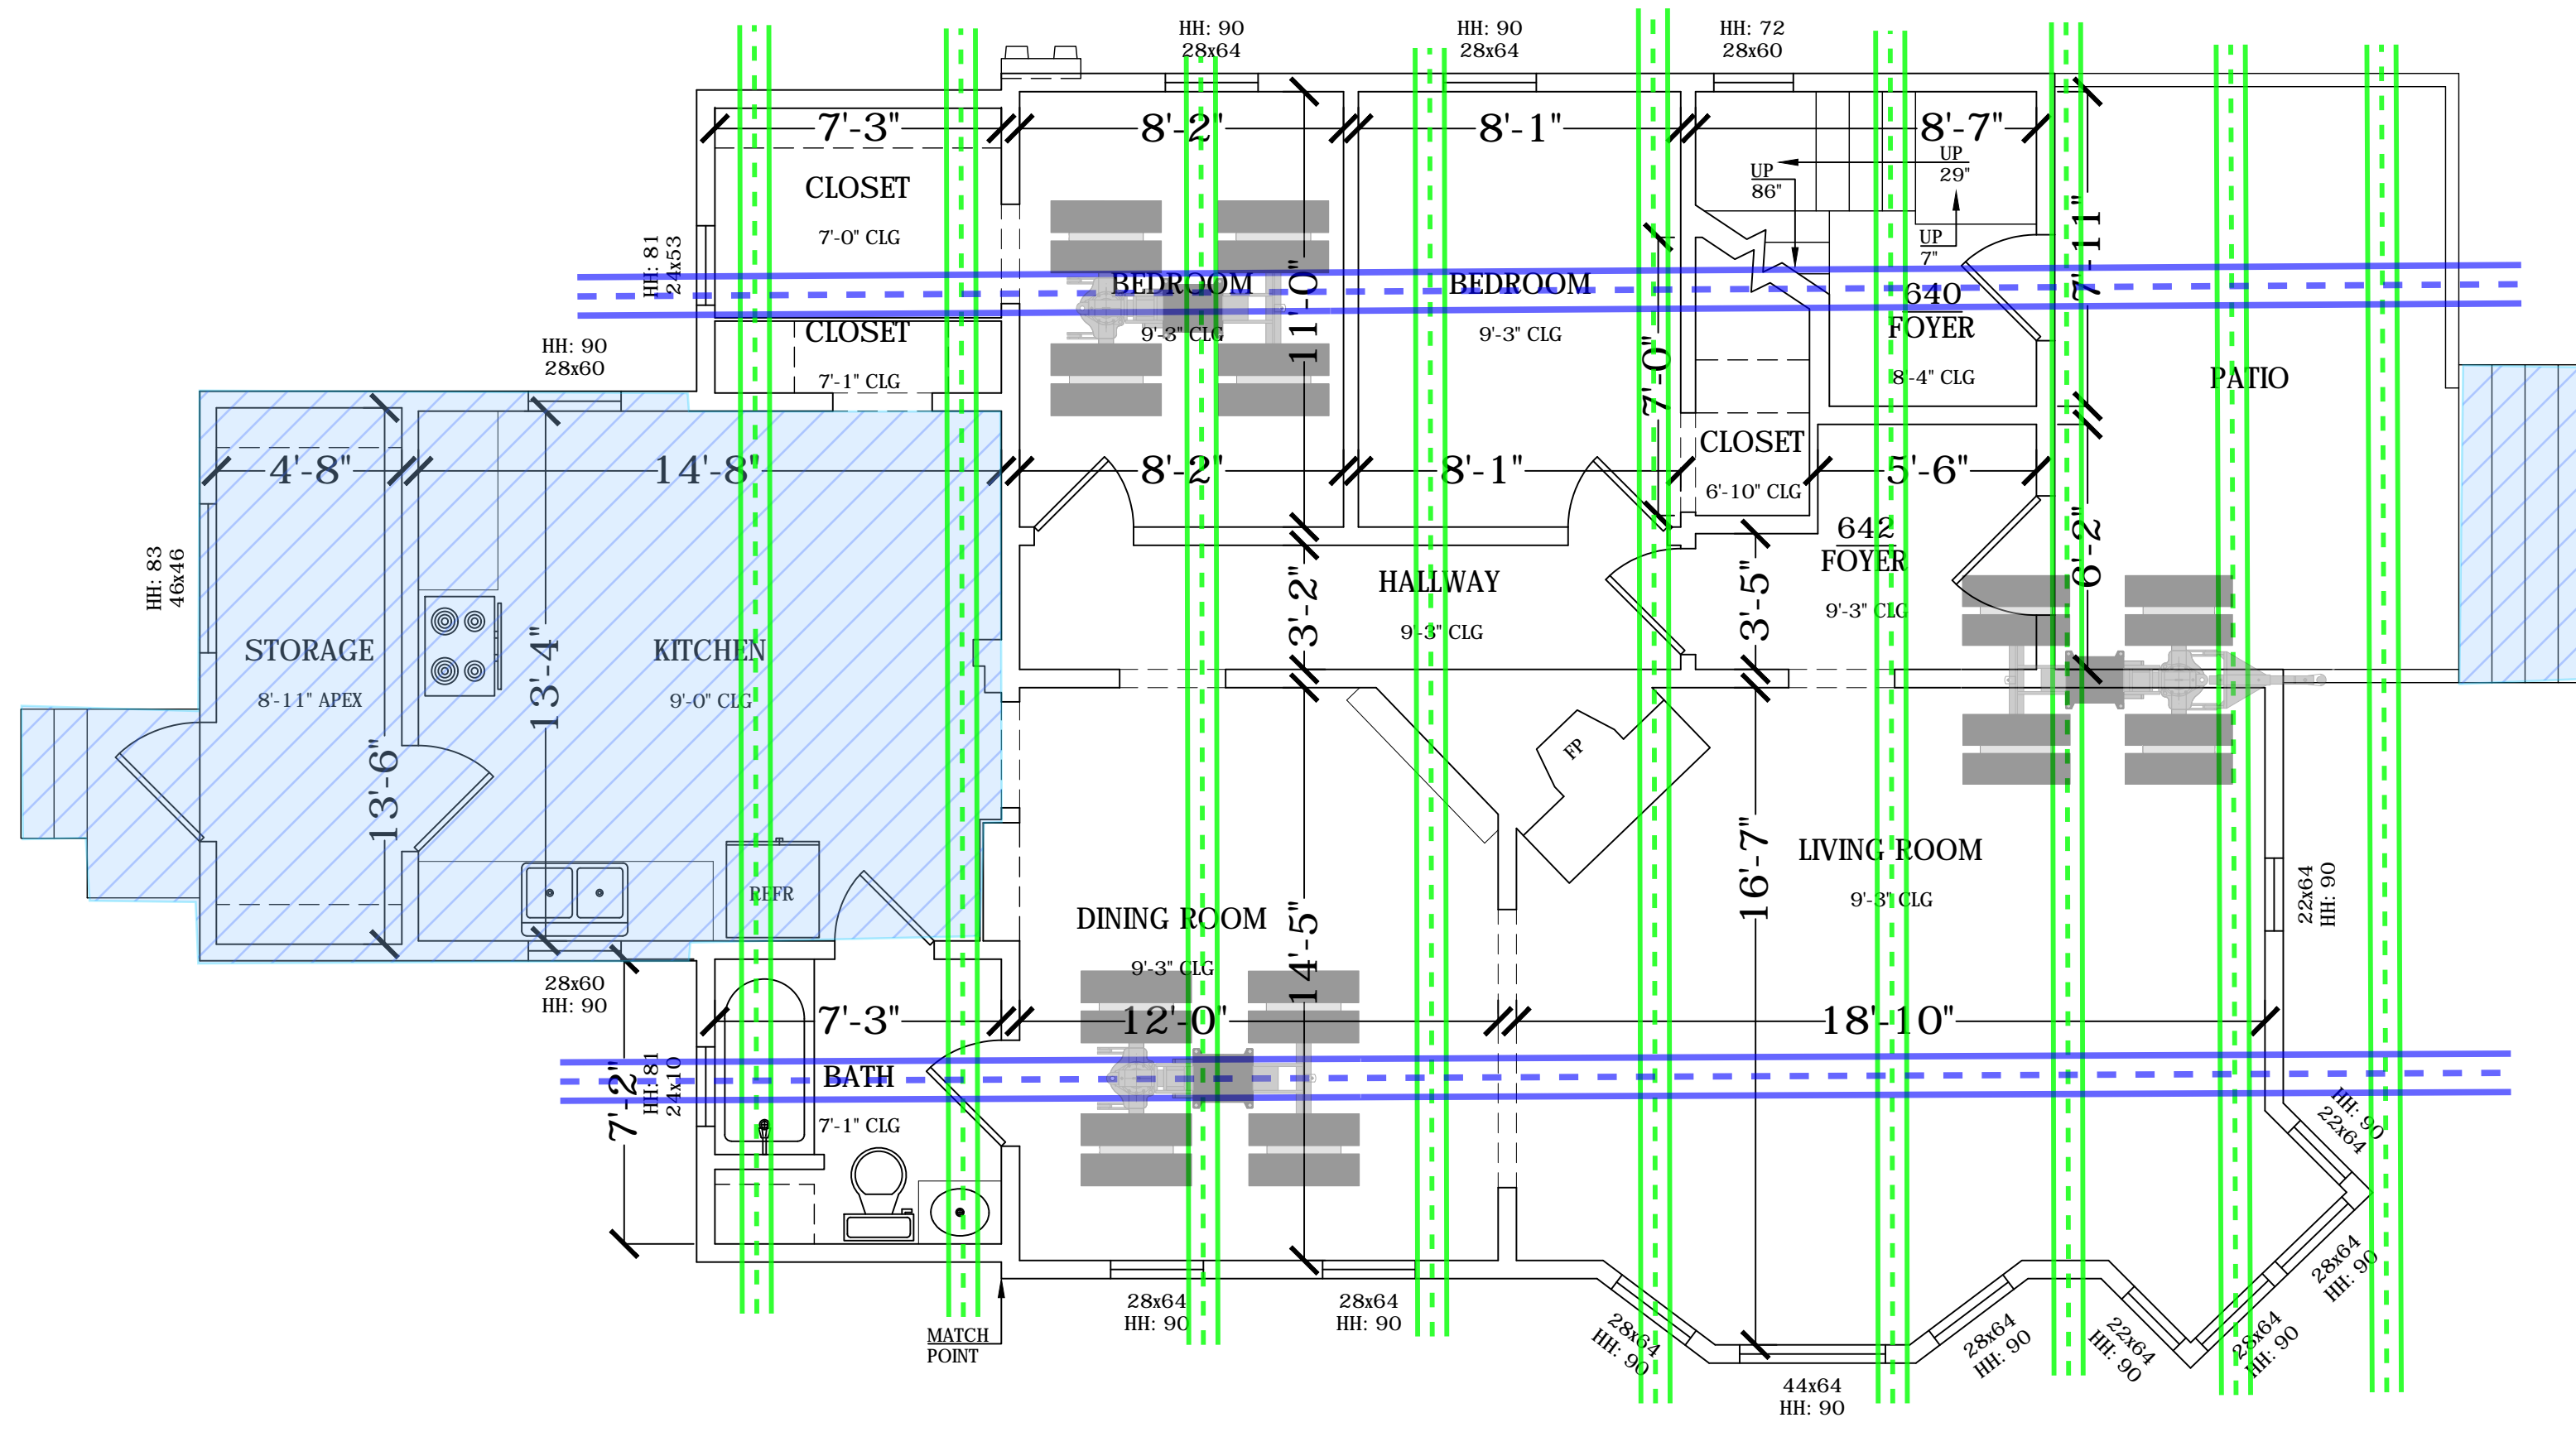 HH: 90
28x64
HH: 90
28x64
HH: 72
28x60
7'-3"
8'-2"
8'-1"
8'-7"
UP
29"
UP
86"
UP
7"
CLOSET
7'-0" CLG
HH: 81
24x53
BEDROOM
9'-3" CLG
11'-0"
BEDROOM
9'-3" CLG
7'-0"
640
FOYER
8'-4" CLG
7'-11"
PATIO
CLOSET
7'-1" CLG
HH: 90
28x60
4'-8"
14'-8"
8'-2"
8'-1"
CLOSET
6'-10" CLG
5'-6"
642
FOYER
9'-3" CLG
6'-2"
HH: 83
46x46
STORAGE
8'-11" APEX
13'-6"
13'-4"
KITCHEN
9'-0" CLG
HALLWAY
9'-3" CLG
3'-2"
3'-5"
FP
REFR
DINING ROOM
9'-3" CLG
14'-5"
16'-7"
LIVING ROOM
9'-3" CLG
22x64
HH: 90
28x60
HH: 90
7'-3"
12'-0"
18'-10"
7'-2"
HH: 81
24x10
BATH
7'-1" CLG
HH: 90
22x64
28x64
HH: 90
28x64
HH: 90
22x64
HH: 90
28x64
HH: 90
28x64
HH: 90
44x64
HH: 90
28x64
HH: 90
28x64
HH: 90
MATCH
POINT